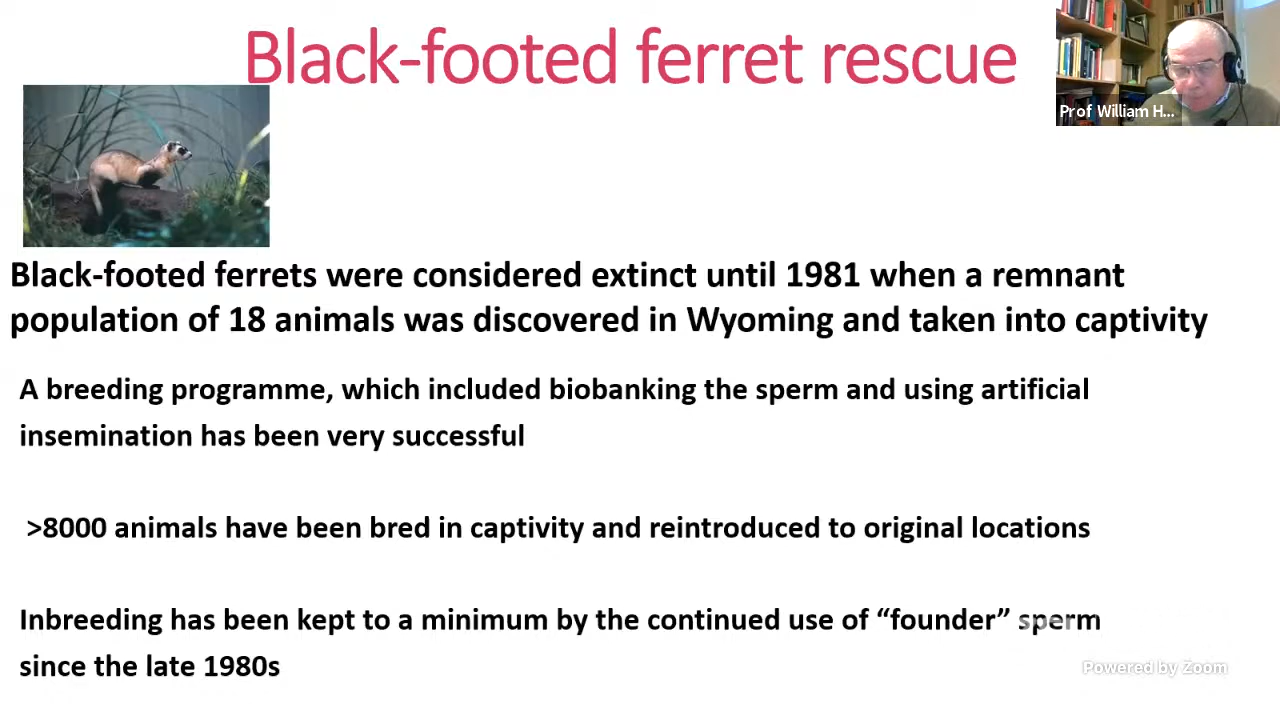 Black-footed ferret rescue
Prof William H...
Black-footed ferrets were considered extinct until 1981 when a remnant
population of 18 animals was discovered in Wyoming and taken into captivity
A breeding programme, which included biobanking the sperm and using artificial
insemination has been very successful
>8000 animals have been bred in captivity and reintroduced to original locations
Inbreeding has been kept to a minimum by the continued use of “founder” sperm
since the late 1980s
Powered by Zoom